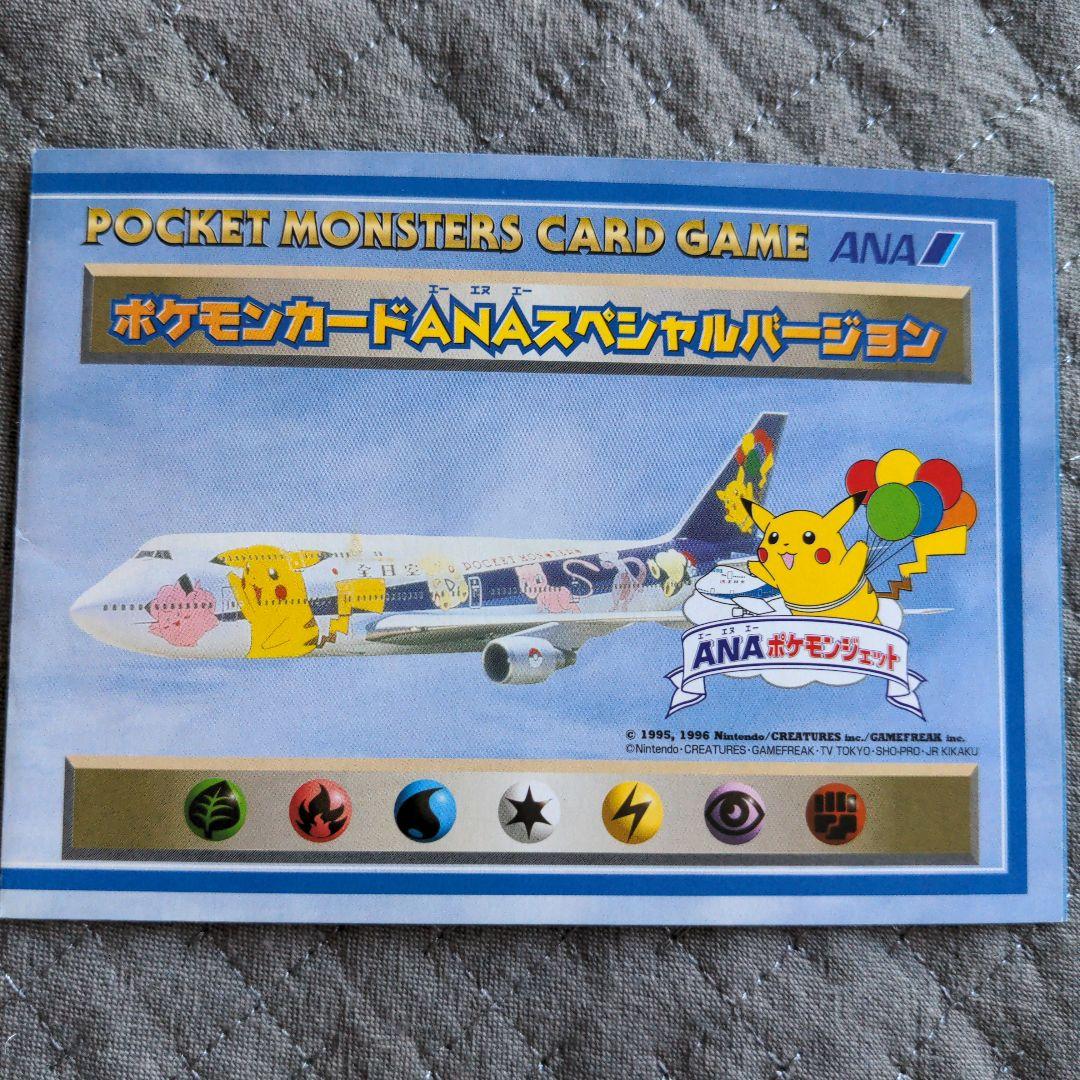 POCKET MONSTERS CARD GAME ANA
エー エヌ エー
ポケモンカードANAスペシャルバージョン
全日空
POCKET MONSTERS
エー エヌ エー
ANAポケモンジェット
© 1995, 1996 Nintendo/CREATURES inc./GAMEFREAK inc.
©Nintendo・CREATURES・GAMEFREAK・TV TOKYO・SHO-PRO・JR KIKAKU